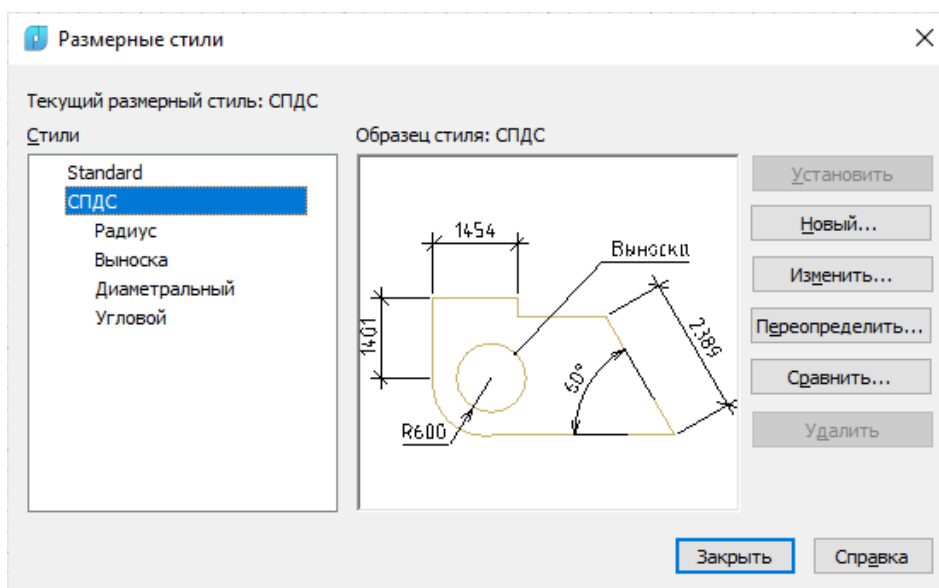 Размерные стили
Текущий размерный стиль: СПДС
Стили
Образец стиля: СПДС
Standard
СПДС
Радиус
Выноска
Диаметральный
Угловой
1454
Выноска
1401
2389
60°
R600
Установить
Новый...
Изменить...
Переопределить...
Сравнить...
Удалить
Закрыть
Справка